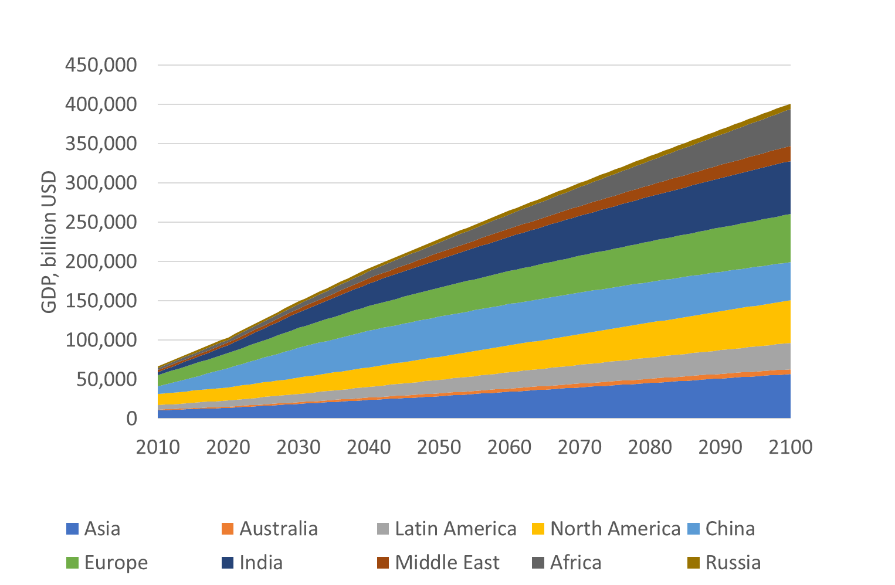 450,000
400,000
350,000
300,000
250,000
200,000
150,000
100,000
50,000
0
GDP, billion USD
2010 2020 2030 2040 2050 2060 2070 2080 2090 2100
Asia Australia Latin America North America China
Europe India Middle East Africa Russia